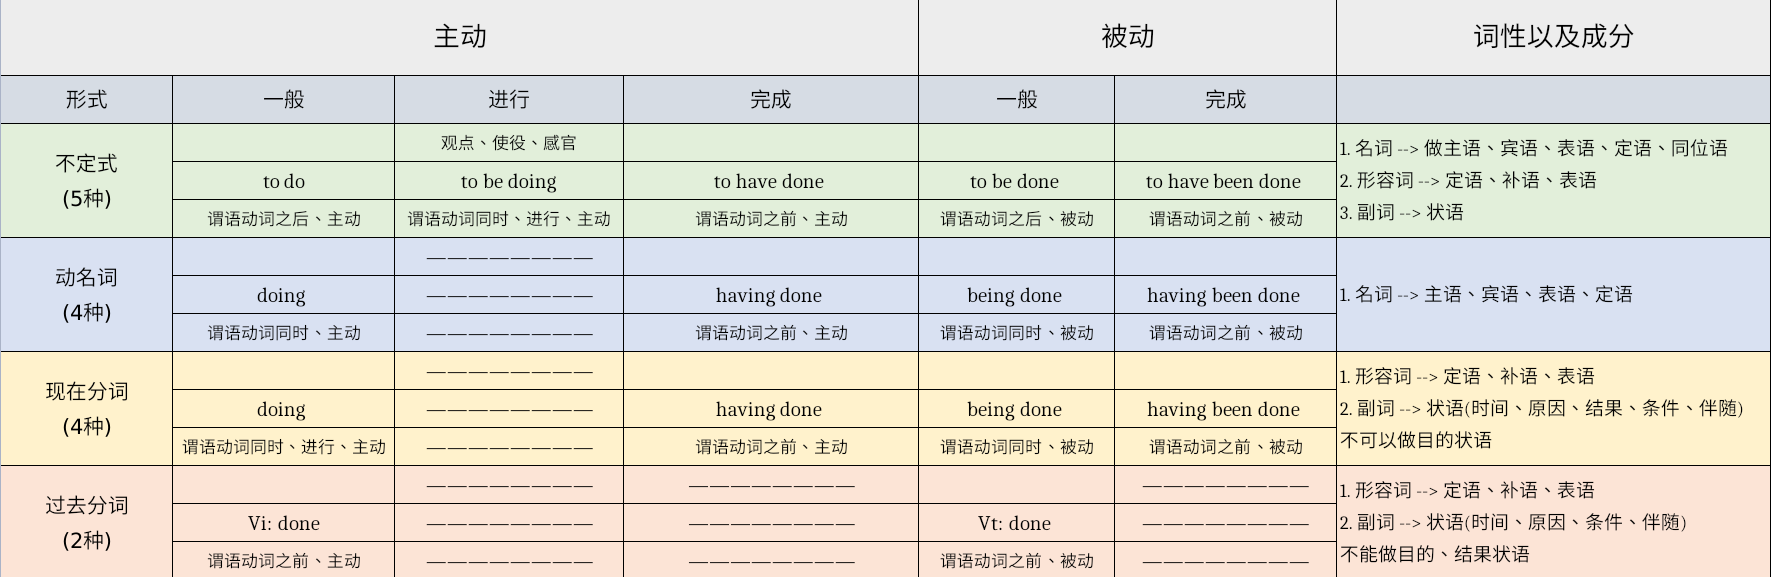 主动 被动 词性以及成分
形式 一般 进行 完成 一般 完成
不定式
(5种)
观点、使役、感官
to do to be doing to have done to be done to have been done
谓语动词之后、主动 谓语动词同时、进行、主动 谓语动词之前、主动 谓语动词之后、被动 谓语动词之前、被动
1. 名词 --> 做主语、宾语、表语、定语、同位语
2. 形容词 --> 定语、补语、表语
3. 副词 --> 状语
动名词
(4种)
————————
doing ———————— having done being done having been done
谓语动词同时、主动 ———————— 谓语动词之前、主动 谓语动词同时、被动 谓语动词之前、被动
1. 名词 --> 主语、宾语、表语、定语
现在分词
(4种)
————————
doing ———————— having done being done having been done
谓语动词同时、进行、主动 ———————— 谓语动词之前、主动 谓语动词同时、被动 谓语动词之前、被动
1. 形容词 --> 定语、补语、表语
2. 副词 --> 状语(时间、原因、结果、条件、伴随)
不可以做目的状语
过去分词
(2种)
———————— ———————— ————————
Vi: done ———————— ———————— Vt: done ————————
谓语动词之前、主动 ———————— ———————— 谓语动词之前、被动 ————————
1. 形容词 --> 定语、补语、表语
2. 副词 --> 状语(时间、原因、条件、伴随)
不能做目的、结果状语